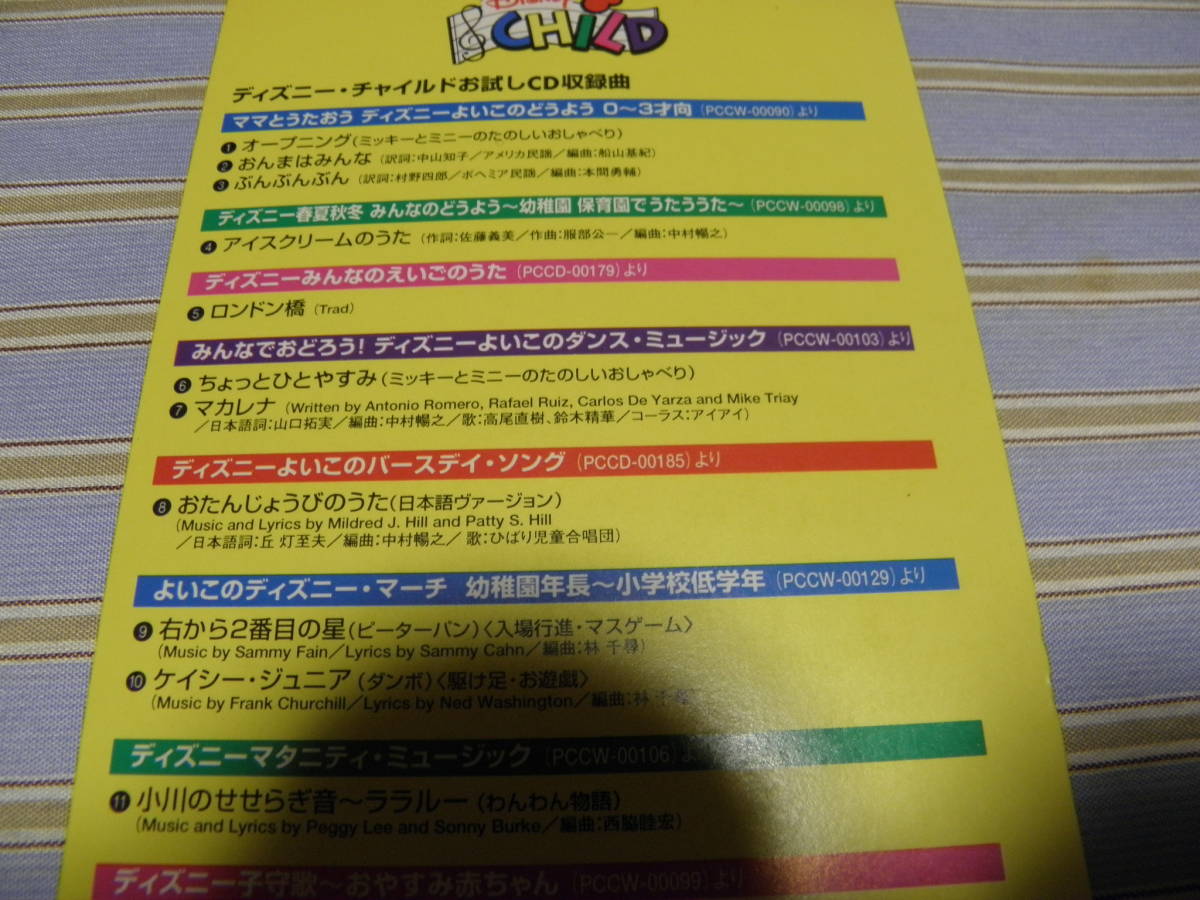 Disney
CHILD
ディズニー・チャイルドお試しCD収録曲
ママとうたおう ディズニーよいこのどうよう 0～3才向 (PCCW-00090)より
❶ オープニング(ミッキーとミニーのたのしいおしゃべり)
❷ おんまはみんな (訳詞:中山知子／アメリカ民謡／編曲:船山基紀)
❸ ぶんぶんぶん (訳詞:村野四郎／ボヘミア民謡／編曲:本間勇輔)
ディズニー春夏秋冬 みんなのどうよう～幼稚園 保育園でうたううた～ (PCCW-00098)より
❹ アイスクリームのうた (作詞:佐藤義美／作曲:服部公一／編曲:中村暢之)
ディズニーみんなのえいごのうた (PCCD-00179)より
❺ ロンドン橋 (Trad)
みんなでおどろう! ディズニーよいこのダンス・ミュージック (PCCW-00103)より
❻ ちょっとひとやすみ(ミッキーとミニーのたのしいおしゃべり)
❼ マカレナ (Written by Antonio Romero, Rafael Ruiz, Carlos De Yarza and Mike Triay
／日本語詞:山口拓実／編曲:中村暢之／歌:高尾直樹、鈴木精華／コーラス:アイアイ)
ディズニーよいこのバースデイ・ソング (PCCD-00185)より
❽ おたんじょうびのうた(日本語ヴァージョン)
(Music and Lyrics by Mildred J. Hill and Patty S. Hill
／日本語詞:丘 灯至夫／編曲:中村暢之／ 歌:ひばり児童合唱団)
よいこのディズニー・マーチ 幼稚園年長～小学校低学年 (PCCW-00129)より
❾ 右から2番目の星(ピーターパン)〈入場行進・マスゲーム〉
(Music by Sammy Fain／Lyrics by Sammy Cahn／編曲:林 千尋)
❿ ケイシー・ジュニア (ダンボ)〈駆け足・お遊戯〉
(Music by Frank Churchill／Lyrics by Ned Washington／編曲:林 千尋)
ディズニーマタニティ・ミュージック (PCCW-00106)より
⓫ 小川のせせらぎ音～ララルー (わんわん物語)
(Music and Lyrics by Peggy Lee and Sonny Burke／編曲:西脇睦宏)
ディズニー子守歌～おやすみ赤ちゃん (PCCW-00099)より